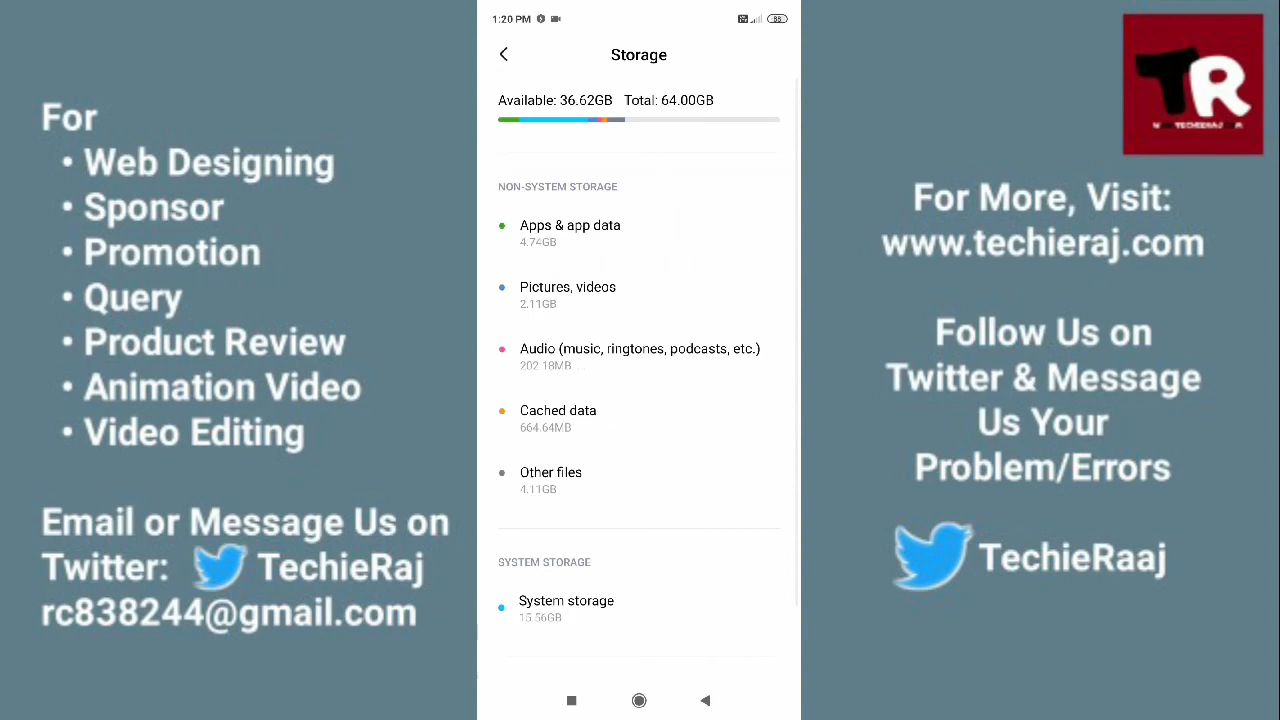 For
• Web Designing
• Sponsor
• Promotion
• Query
• Product Review
• Animation Video
• Video Editing
Email or Message Us on
Twitter: TechieRaj
rc838244@gmail.com
1:20 PM
88
Storage
Available: 36.62GB Total: 64.00GB
NON-SYSTEM STORAGE
Apps & app data
4.74GB
Pictures, videos
2.11GB
Audio (music, ringtones, podcasts, etc.)
202.18MB ...
Cached data
664.64MB
Other files
4.11GB
SYSTEM STORAGE
System storage
15.56GB
TR
For More, Visit:
www.techieraj.com
Follow Us on
Twitter & Message
Us Your
Problem/Errors
TechieRaaj